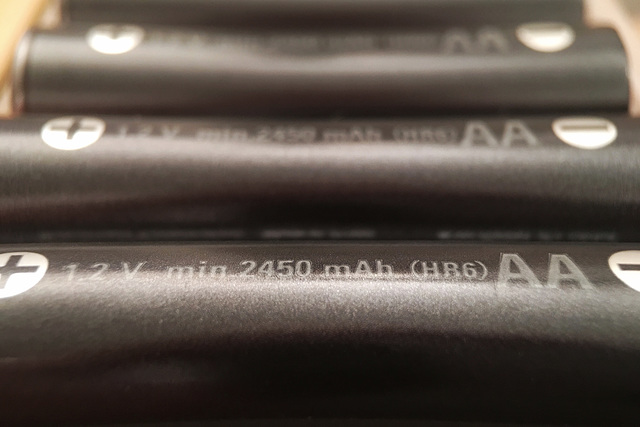 AA
+ 1.2 V min 2450 mAh (HR6) AA −
+ 1.2 V min 2450 mAh (HR6) AA −